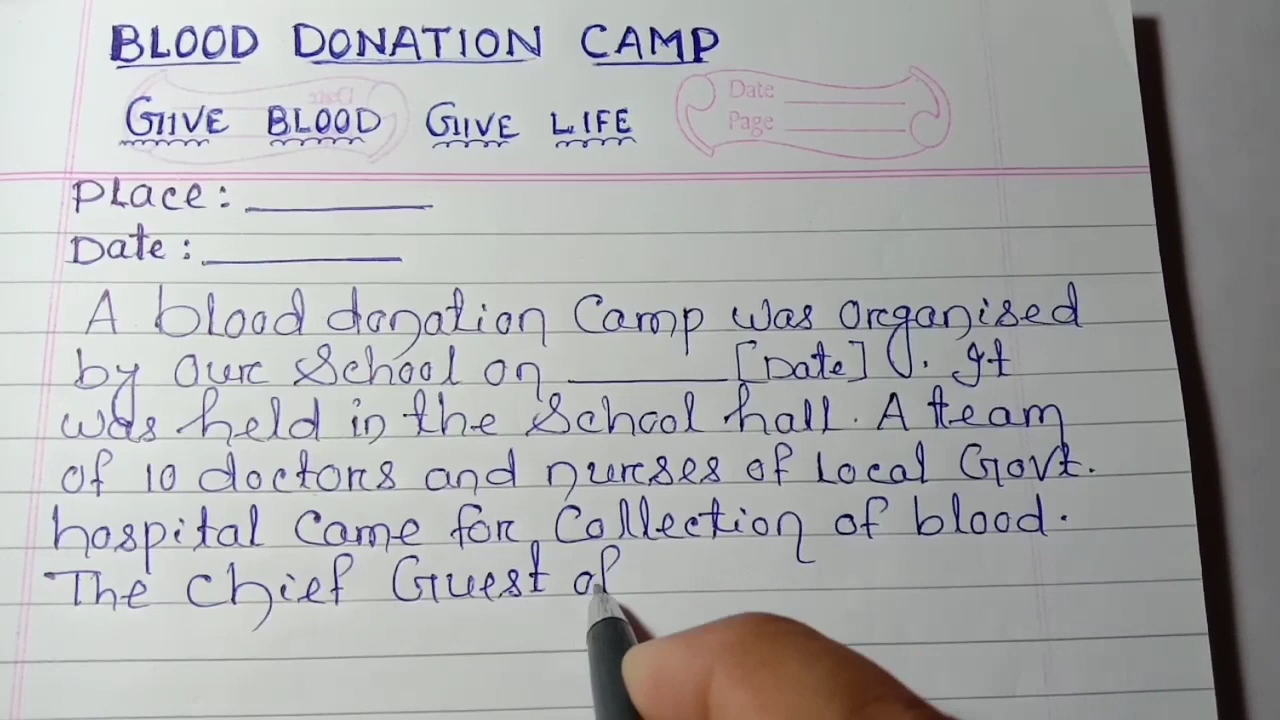 BLOOD DONATION CAMP
Date
Page
GIVE BLOOD GIVE LIFE
Place:
Date:
A blood donation Camp was organised
by our School on [Date]. It
was held in the School hall. A team
of 10 doctors and nurses of Local Govt.
hospital Came for Collection of blood.
The Chief Guest of